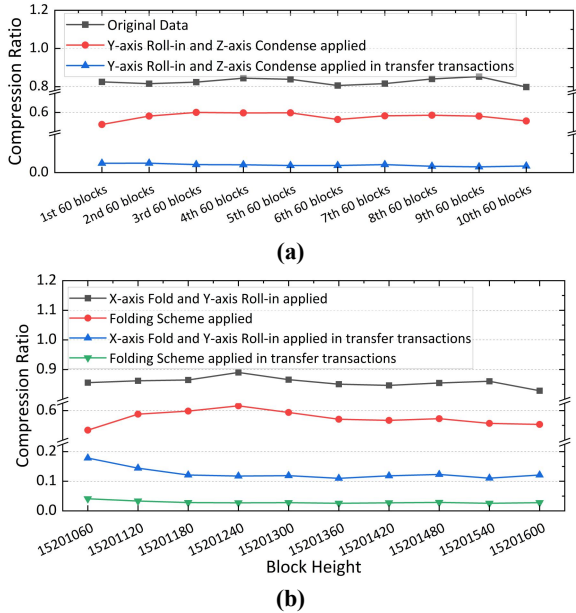 1.2
1.0
0.8
0.6
0.0
Compression Ratio
Original Data
Y-axis Roll-in and Z-axis Condense applied
Y-axis Roll-in and Z-axis Condense applied in transfer transactions
1st 60 blocks
2nd 60 blocks
3rd 60 blocks
4th 60 blocks
5th 60 blocks
6th 60 blocks
7th 60 blocks
8th 60 blocks
9th 60 blocks
10th 60 blocks
(a)
1.2
1.1
1.0
0.9
0.6
0.2
0.1
0.0
Compression Ratio
X-axis Fold and Y-axis Roll-in applied
Folding Scheme applied
X-axis Fold and Y-axis Roll-in applied in transfer transactions
Folding Scheme applied in transfer transactions
15201060
15201120
15201180
15201240
15201300
15201360
15201420
15201480
15201540
15201600
Block Height
(b)